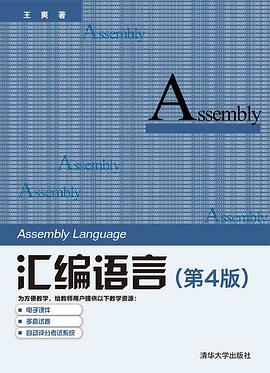 王 爽 著
Assembly
Assembly
Assembly
Assembly
Assembly
Assembly Language
汇编语言(第4版)
为方便教学，给教师用户提供以下教学资源：
电子课件
多套试卷
自动评分考试系统
清华大学出版社